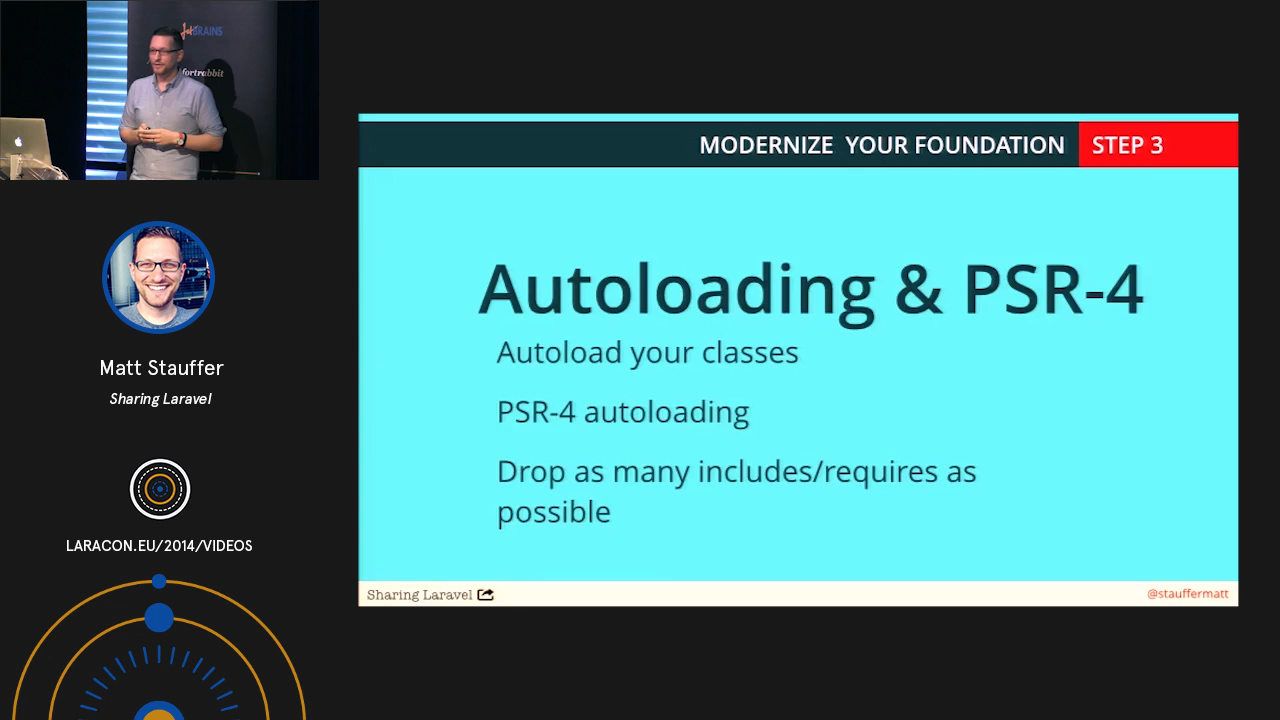 JetBRAINS
fortrabbit
Matt Stauffer
Sharing Laravel
LARACON.EU/2014/VIDEOS
MODERNIZE YOUR FOUNDATION STEP 3
Autoloading & PSR-4
Autoload your classes
PSR-4 autoloading
Drop as many includes/requires as
possible
Sharing Laravel
@stauffermatt